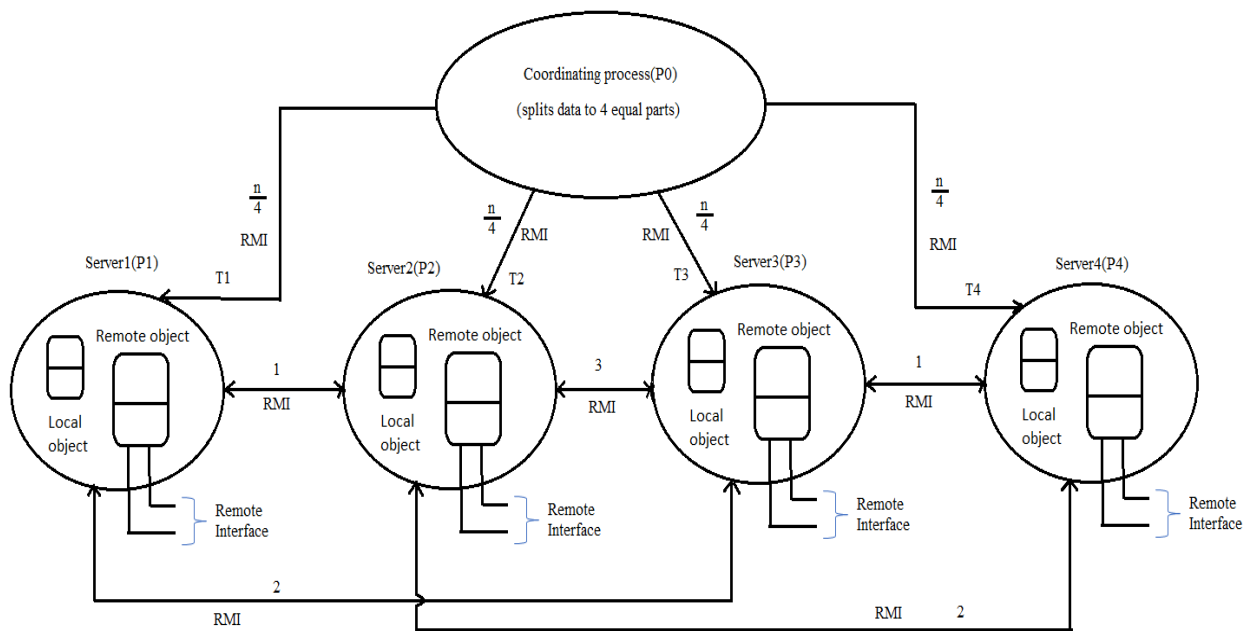 Coordinating process(P0)
(splits data to 4 equal parts)
n
4
RMI
n
4
RMI
n
4
RMI
n
4
RMI
Server1(P1)
T1
Server2(P2)
T2
Server3(P3)
T3
Server4(P4)
T4
Remote object
Local
object
Remote
Interface
1
RMI
Remote object
Local
object
Remote
Interface
3
RMI
Remote object
Local
object
Remote
Interface
1
RMI
Remote object
Local
object
Remote
Interface
2
RMI
RMI
2